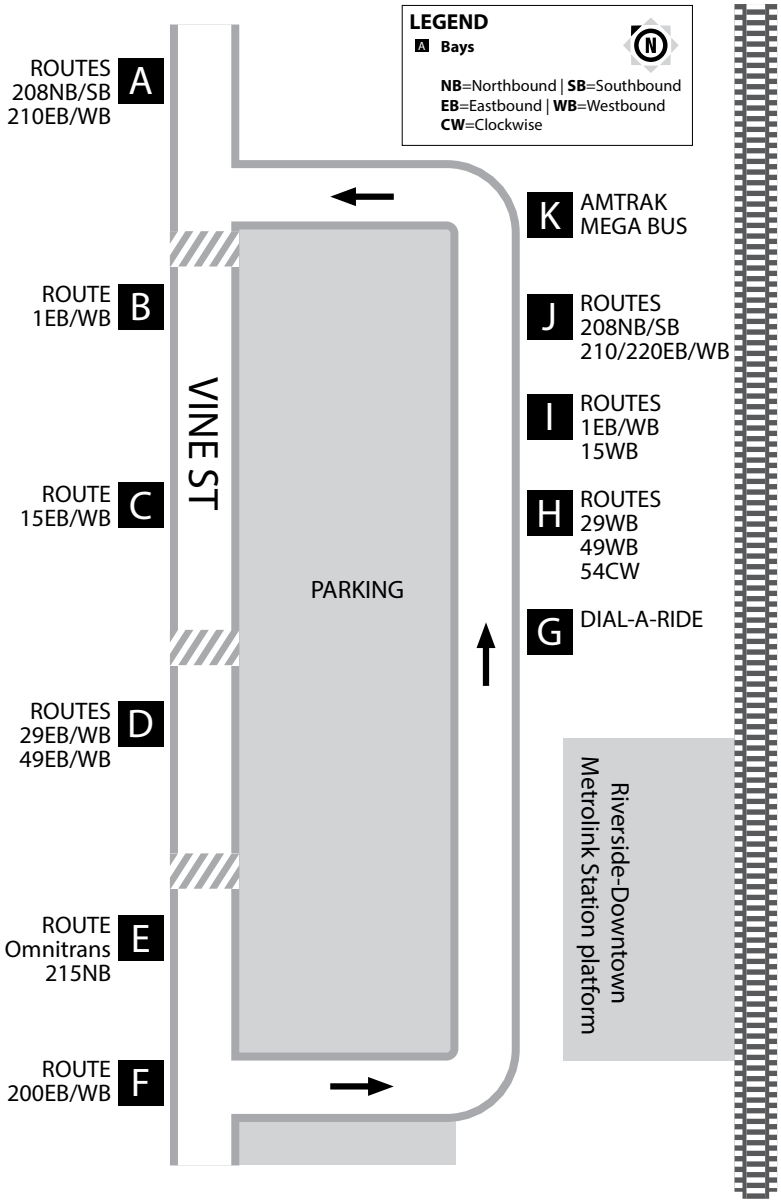 LEGEND
A Bays
N
NB=Northbound | SB=Southbound
EB=Eastbound | WB=Westbound
CW=Clockwise
ROUTES
208NB/SB
210EB/WB
A
ROUTE
1EB/WB
B
VINE ST
ROUTE
15EB/WB
C
ROUTES
29EB/WB
49EB/WB
D
ROUTE
Omnitrans
215NB
E
ROUTE
200EB/WB
F
PARKING
K
AMTRAK
MEGA BUS
J
ROUTES
208NB/SB
210/220EB/WB
I
ROUTES
1EB/WB
15WB
H
ROUTES
29WB
49WB
54CW
G
DIAL-A-RIDE
Riverside-Downtown
Metrolink Station platform